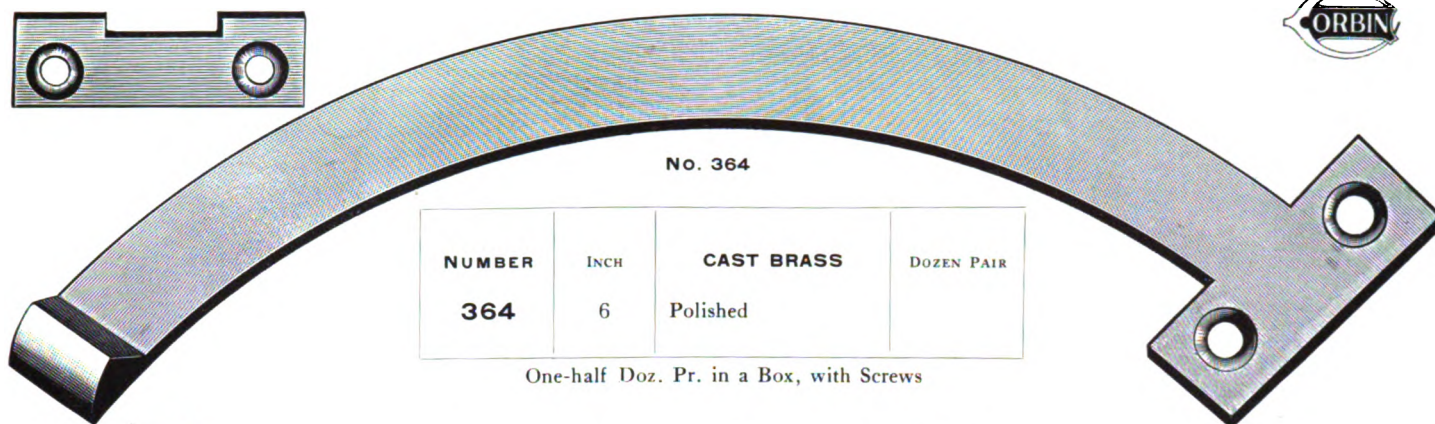 ORBIN
No. 364
NUMBER INCH CAST BRASS DOZEN PAIR
364 6 Polished
One-half Doz. Pr. in a Box, with Screws